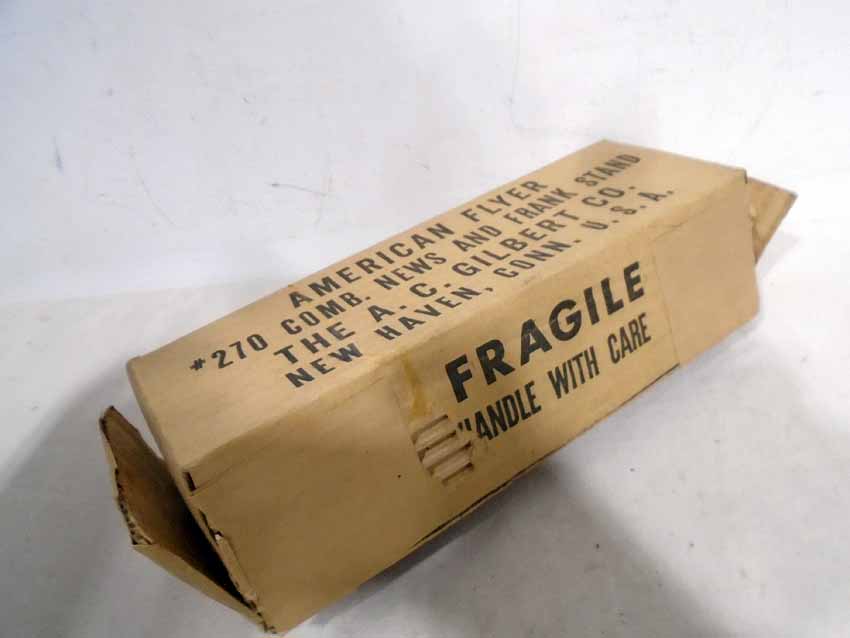 AMERICAN FLYER
#270 COMB. NEWS AND FRANK STAND
THE A. C. GILBERT CO.
NEW HAVEN, CONN. U. S. A.
FRAGILE
HANDLE WITH CARE